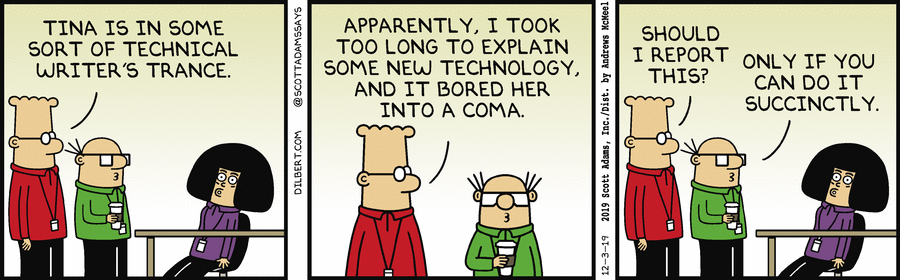 TINA IS IN SOME
SORT OF TECHNICAL
WRITER'S TRANCE.
DILBERT.COM @SCOTTADAMSSAYS
APPARENTLY, I TOOK
TOO LONG TO EXPLAIN
SOME NEW TECHNOLOGY,
AND IT BORED HER
INTO A COMA.
12-3-19 2019 Scott Adams, Inc./Dist. by Andrews McMeel
SHOULD
I REPORT
THIS?
ONLY IF YOU
CAN DO IT
SUCCINCTLY.